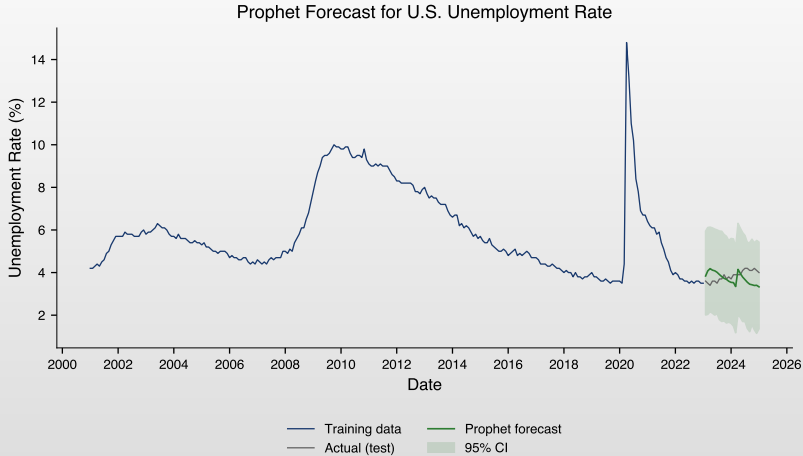 Prophet Forecast for U.S. Unemployment Rate
Unemployment Rate (%)
14
12
10
8
6
4
2
2000 2002 2004 2006 2008 2010 2012 2014 2016 2018 2020 2022 2024 2026
Date
Training data Prophet forecast
Actual (test) 95% CI